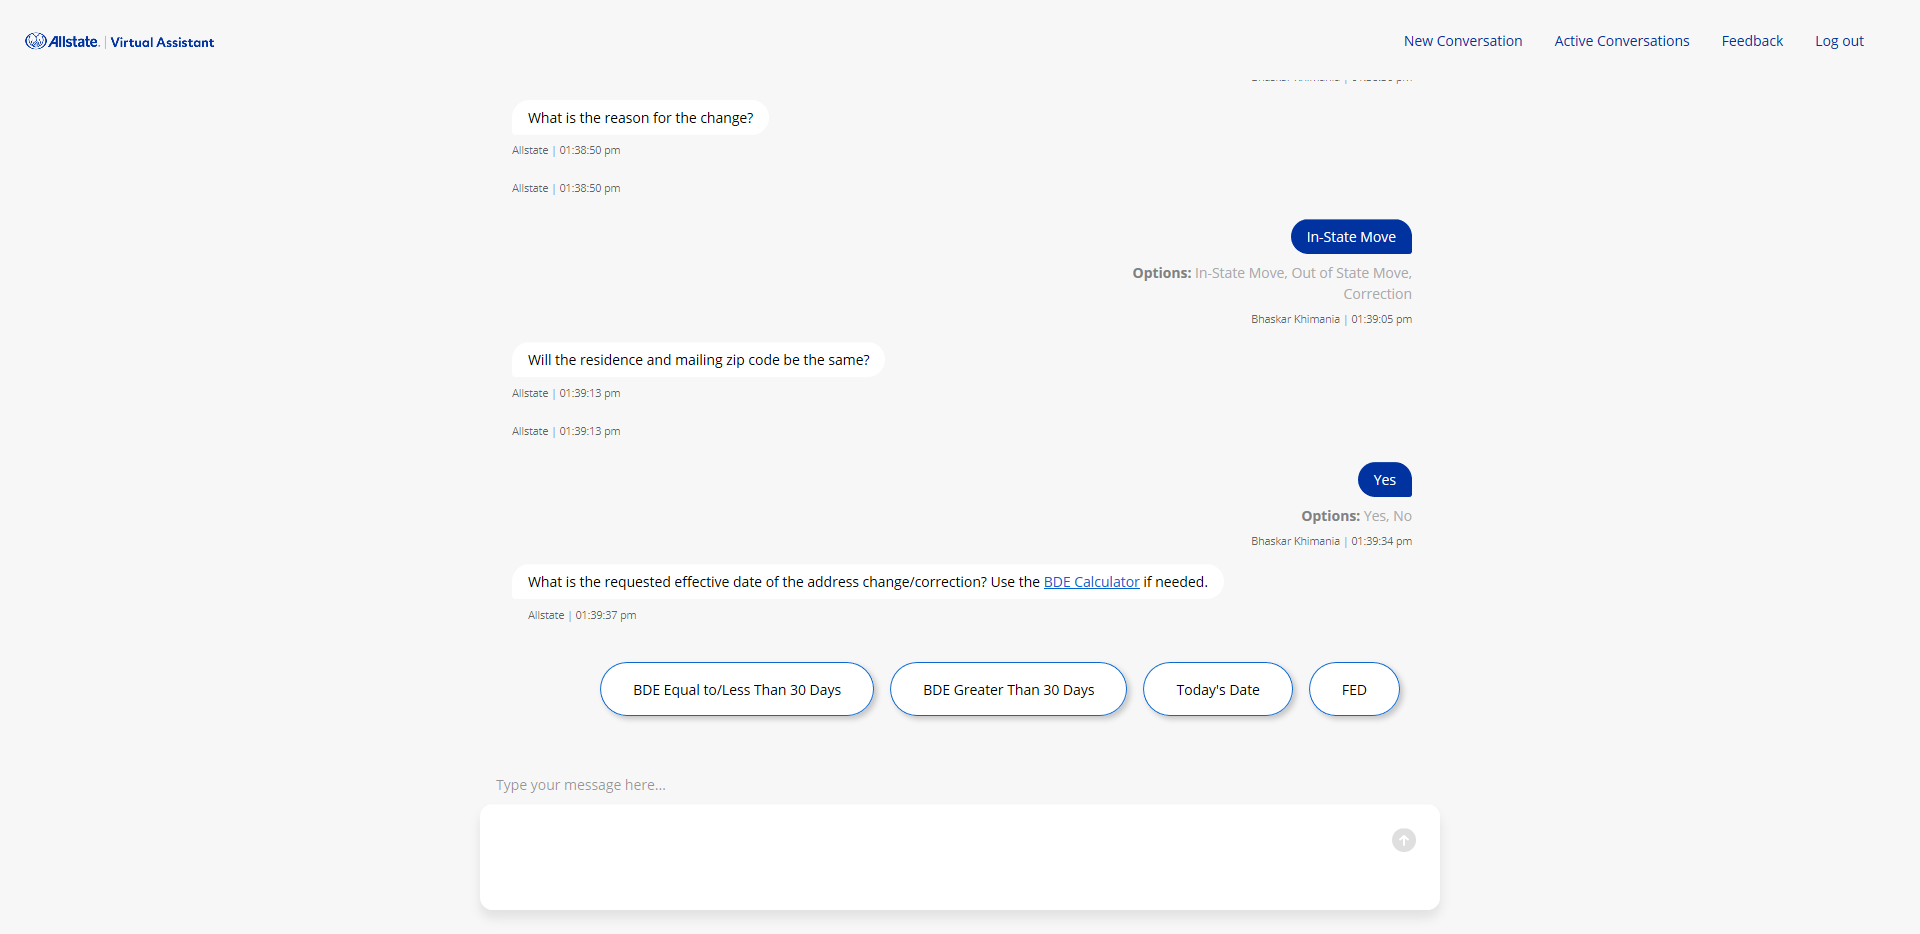 Allstate. | Virtual Assistant
New Conversation Active Conversations Feedback Log out
What is the reason for the change?
Allstate | 01:38:50 pm
Allstate | 01:38:50 pm
In-State Move
Options: In-State Move, Out of State Move,
Correction
Bhaskar Khimania | 01:39:05 pm
Will the residence and mailing zip code be the same?
Allstate | 01:39:13 pm
Allstate | 01:39:13 pm
Yes
Options: Yes, No
Bhaskar Khimania | 01:39:34 pm
What is the requested effective date of the address change/correction? Use the BDE Calculator if needed.
Allstate | 01:39:37 pm
BDE Equal to/Less Than 30 Days BDE Greater Than 30 Days Today's Date FED
Type your message here...